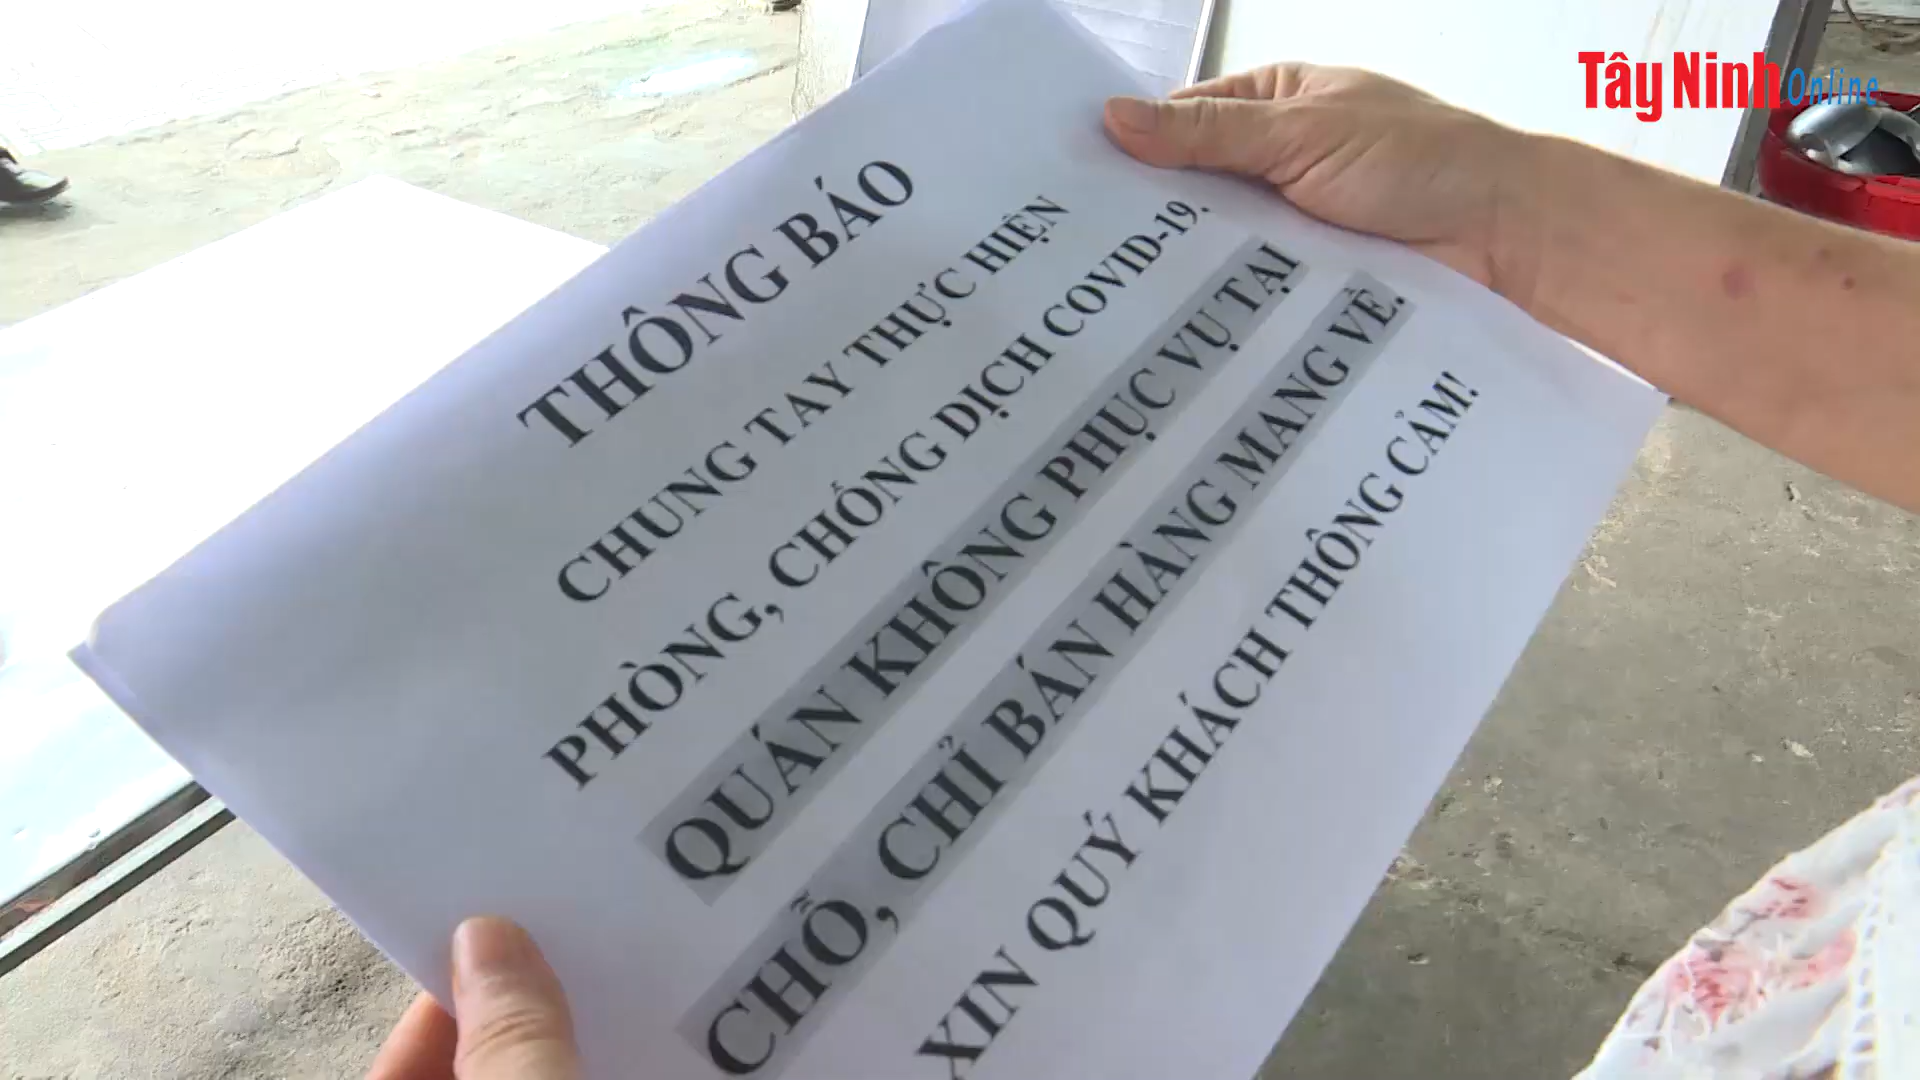 Tây Ninh Online
THÔNG BÁO
CHUNG TAY THỰC HIỆN
PHÒNG, CHỐNG DỊCH COVID-19.
QUÁN KHÔNG PHỤC VỤ TẠI
CHỖ, CHỈ BÁN HÀNG MANG VỀ.
XIN QUÝ KHÁCH THÔNG CẢM!